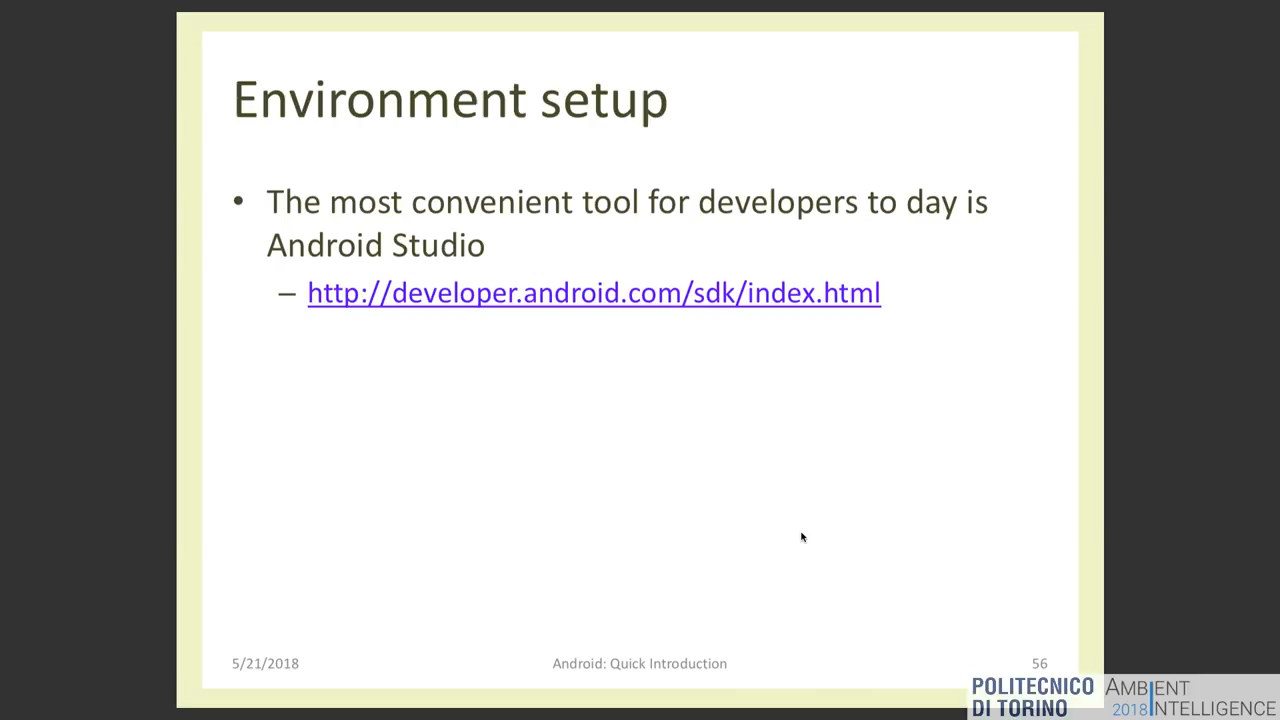 Environment setup
• The most convenient tool for developers to day is
Android Studio
– http://developer.android.com/sdk/index.html
5/21/2018
Android: Quick Introduction
56
POLITECNICO
DI TORINO
AMBIENT
2018 INTELLIGENCE